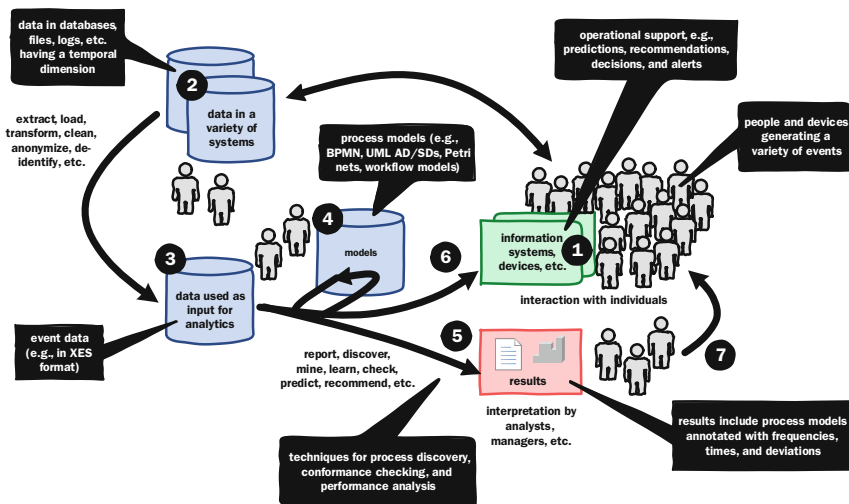 data in databases,
files, logs, etc.
having a temporal
dimension
2
data in a
variety of
systems
extract, load,
transform, clean,
anonymize, de-
identify, etc.
operational support, e.g.,
predictions, recommendations,
decisions, and alerts
people and devices
generating a
variety of events
process models (e.g.,
BPMN, UML AD/SDs, Petri
nets, workflow models)
4
models
3
data used as
input for
analytics
6
information
systems,
devices, etc.
1
interaction with individuals
event data
(e.g., in XES
format)
report, discover,
mine, learn, check,
predict, recommend, etc.
5
results
7
interpretation by
analysts,
managers, etc.
techniques for process discovery,
conformance checking, and
performance analysis
results include process models
annotated with frequencies,
times, and deviations